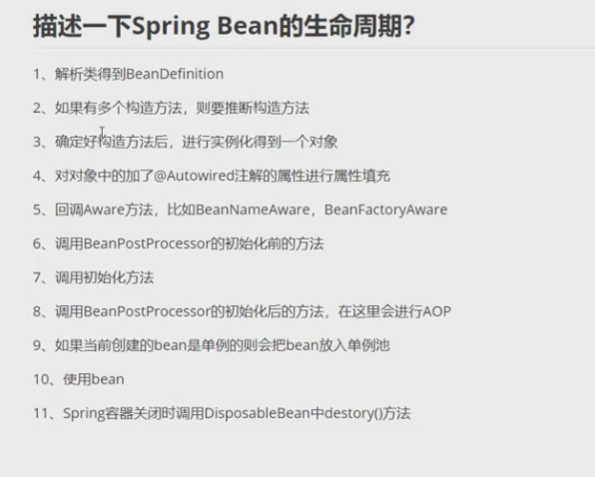 描述一下Spring Bean的生命周期?
1、解析类得到BeanDefinition
2、如果有多个构造方法，则要推断构造方法
3、确定好构造方法后，进行实例化得到一个对象
4、对对象中的加了@Autowired注解的属性进行属性填充
5、回调Aware方法，比如BeanNameAware，BeanFactoryAware
6、调用BeanPostProcessor的初始化前的方法
7、调用初始化方法
8、调用BeanPostProcessor的初始化后的方法，在这里会进行AOP
9、如果当前创建的bean是单例的则会把bean放入单例池
10、使用bean
11、Spring容器关闭时调用DisposableBean中destory()方法